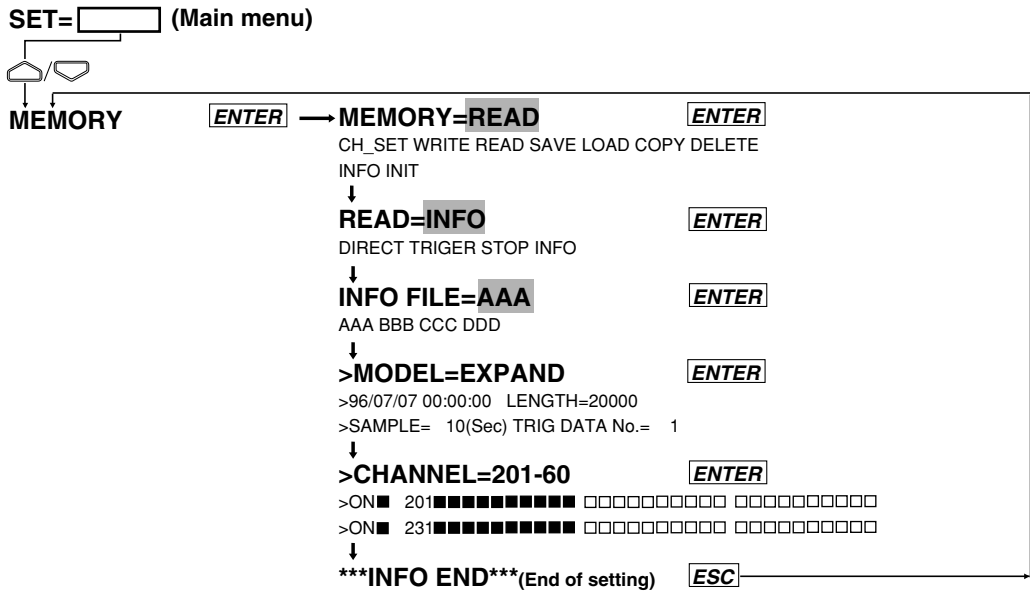 SET= (Main menu)
/
MEMORY ENTER MEMORY=READ ENTER
CH_SET WRITE READ SAVE LOAD COPY DELETE
INFO INIT
READ=INFO ENTER
DIRECT TRIGER STOP INFO
INFO FILE=AAA ENTER
AAA BBB CCC DDD
>MODEL=EXPAND ENTER
>96/07/07 00:00:00 LENGTH=20000
>SAMPLE= 10(Sec) TRIG DATA No.= 1
>CHANNEL=201-60 ENTER
>ON■ 201■■■■■■■■■■ □□□□□□□□□□ □□□□□□□□□□
>ON■ 231■■■■■■■■■■ □□□□□□□□□□ □□□□□□□□□□
***INFO END***(End of setting) ESC